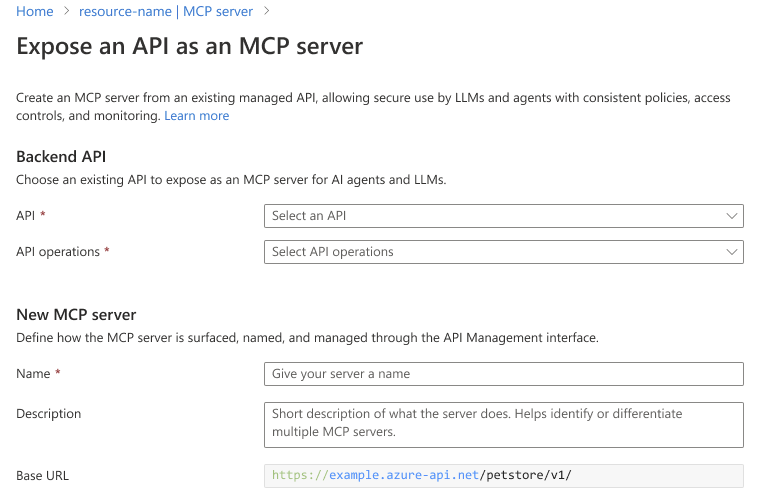 Home > resource-name | MCP server >
Expose an API as an MCP server
Create an MCP server from an existing managed API, allowing secure use by LLMs and agents with consistent policies, access
controls, and monitoring. Learn more
Backend API
Choose an existing API to expose as an MCP server for AI agents and LLMs.
API * Select an API
API operations * Select API operations
New MCP server
Define how the MCP server is surfaced, named, and managed through the API Management interface.
Name * Give your server a name
Description Short description of what the server does. Helps identify or differentiate
multiple MCP servers.
Base URL https://example.azure-api.net/petstore/v1/